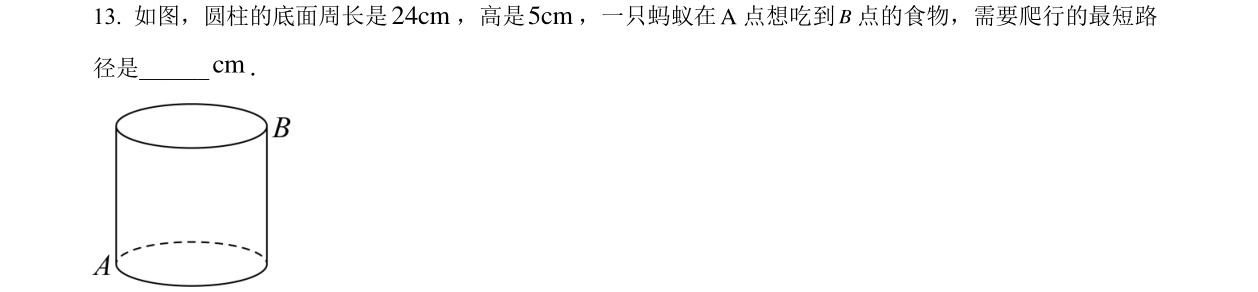 13. 如图，圆柱的底面周长是24cm，高是5cm，一只蚂蚁在A 点想吃到B 点的食物，需要爬行的最短路
径是______cm．
B
A